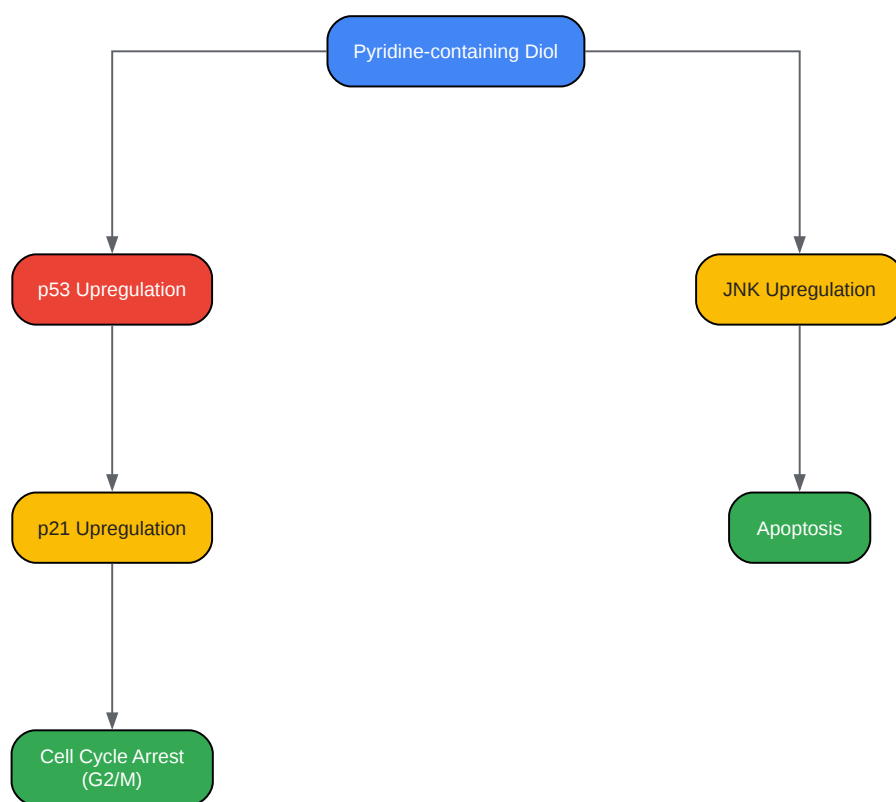 Pyridine-containing Diol
p53 Upregulation
JNK Upregulation
p21 Upregulation
Apoptosis
Cell Cycle Arrest
(G2/M)